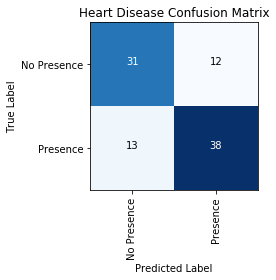 Heart Disease Confusion Matrix
True Label
No Presence
31
12
Presence
13
38
No Presence
Presence
Predicted Label